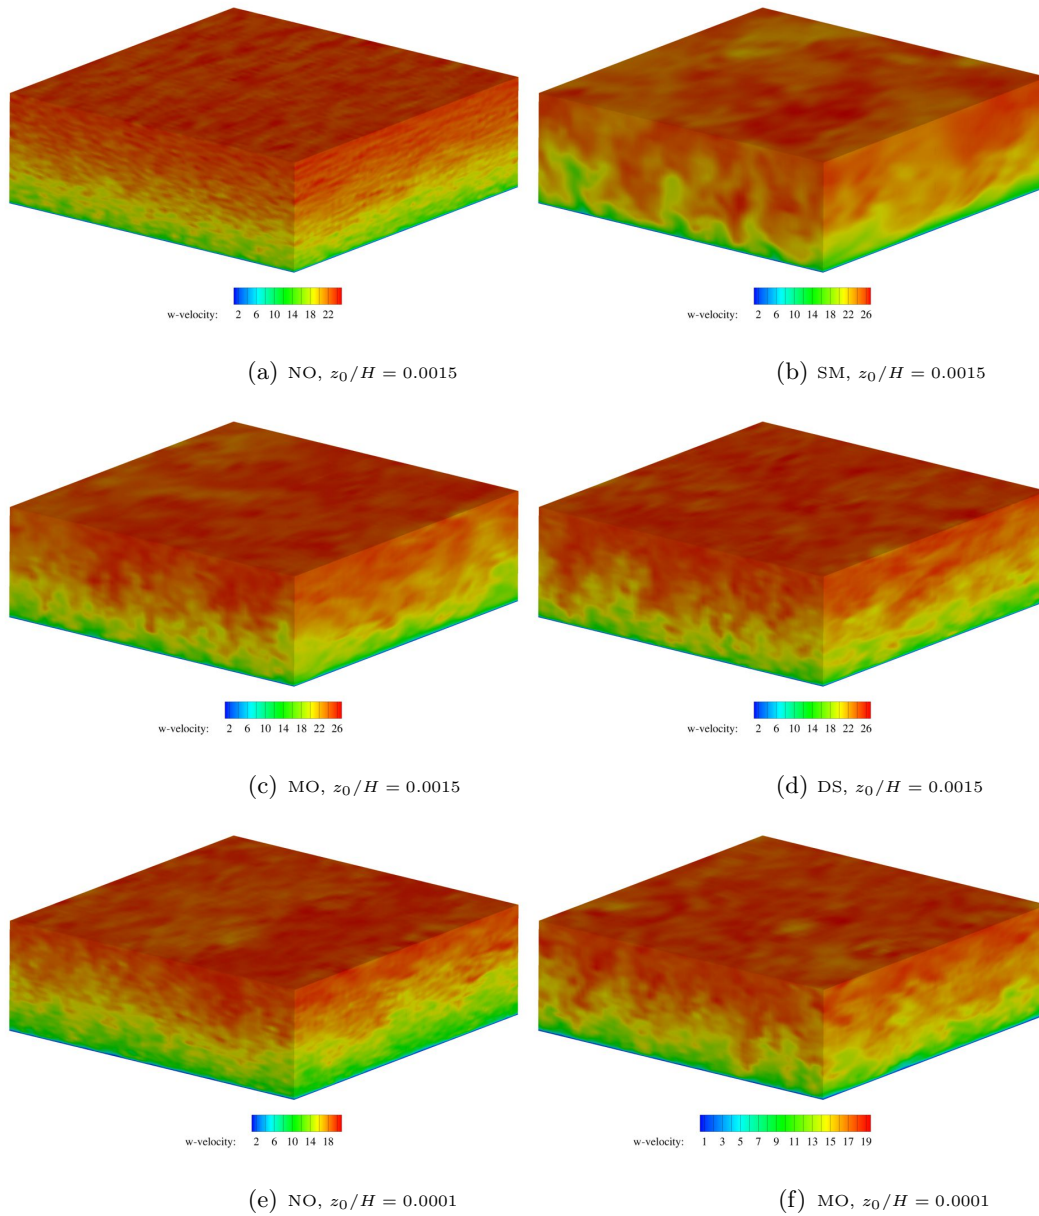 w-velocity: 2 6 10 14 18 22
w-velocity: 2 6 10 14 18 22 26
(a) NO, z₀/H = 0.0015
(b) SM, z₀/H = 0.0015
w-velocity: 2 6 10 14 18 22 26
w-velocity: 2 6 10 14 18 22 26
(c) MO, z₀/H = 0.0015
(d) DS, z₀/H = 0.0015
w-velocity: 2 6 10 14 18
w-velocity: 1 3 5 7 9 11 13 15 17 19
(e) NO, z₀/H = 0.0001
(f) MO, z₀/H = 0.0001